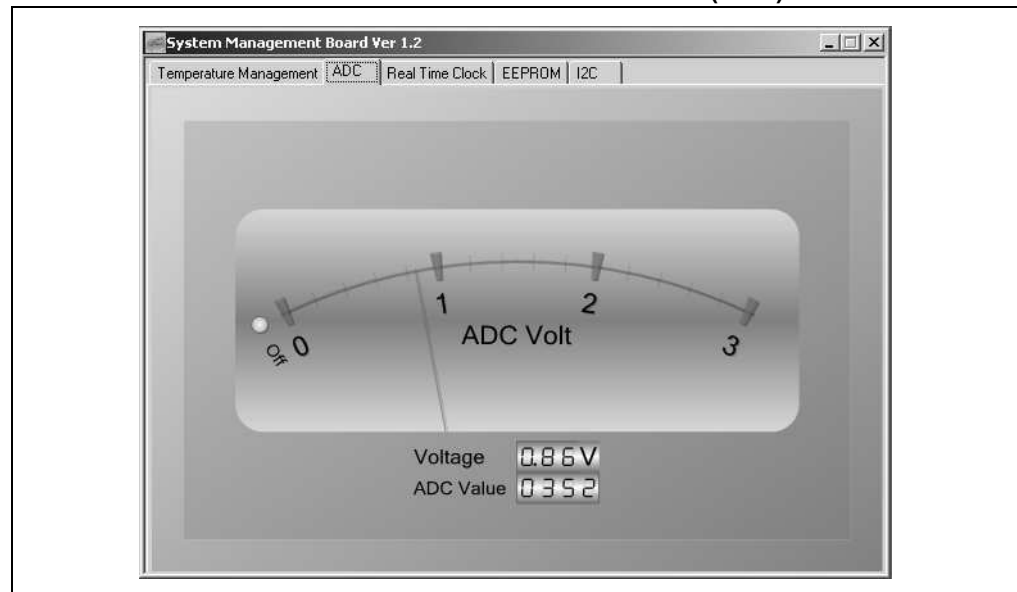 System Management Board Ver 1.2
Temperature Management ADC Real Time Clock EEPROM I2C
0 1 2 3
Off
ADC Volt
Voltage 0.86V
ADC Value 0352